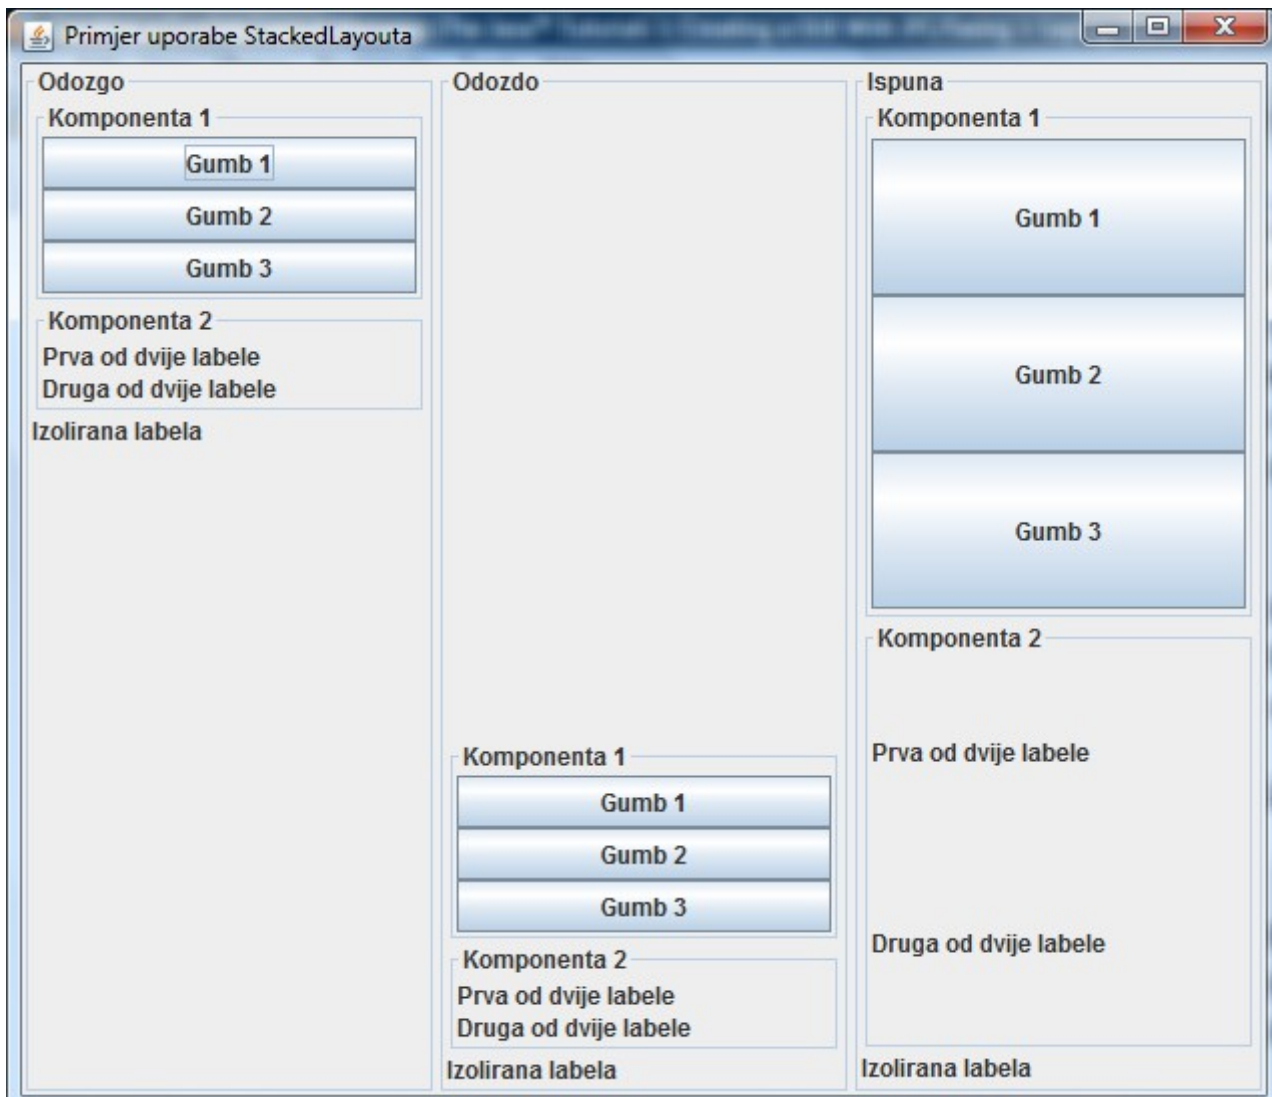 Primjer uporabe StackedLayouta
Odozgo
Komponenta 1
Gumb 1
Gumb 2
Gumb 3
Komponenta 2
Prva od dvije labele
Druga od dvije labele
Izolirana labela
Odozdo
Komponenta 1
Gumb 1
Gumb 2
Gumb 3
Komponenta 2
Prva od dvije labele
Druga od dvije labele
Izolirana labela
Ispuna
Komponenta 1
Gumb 1
Gumb 2
Gumb 3
Komponenta 2
Prva od dvije labele
Druga od dvije labele
Izolirana labela